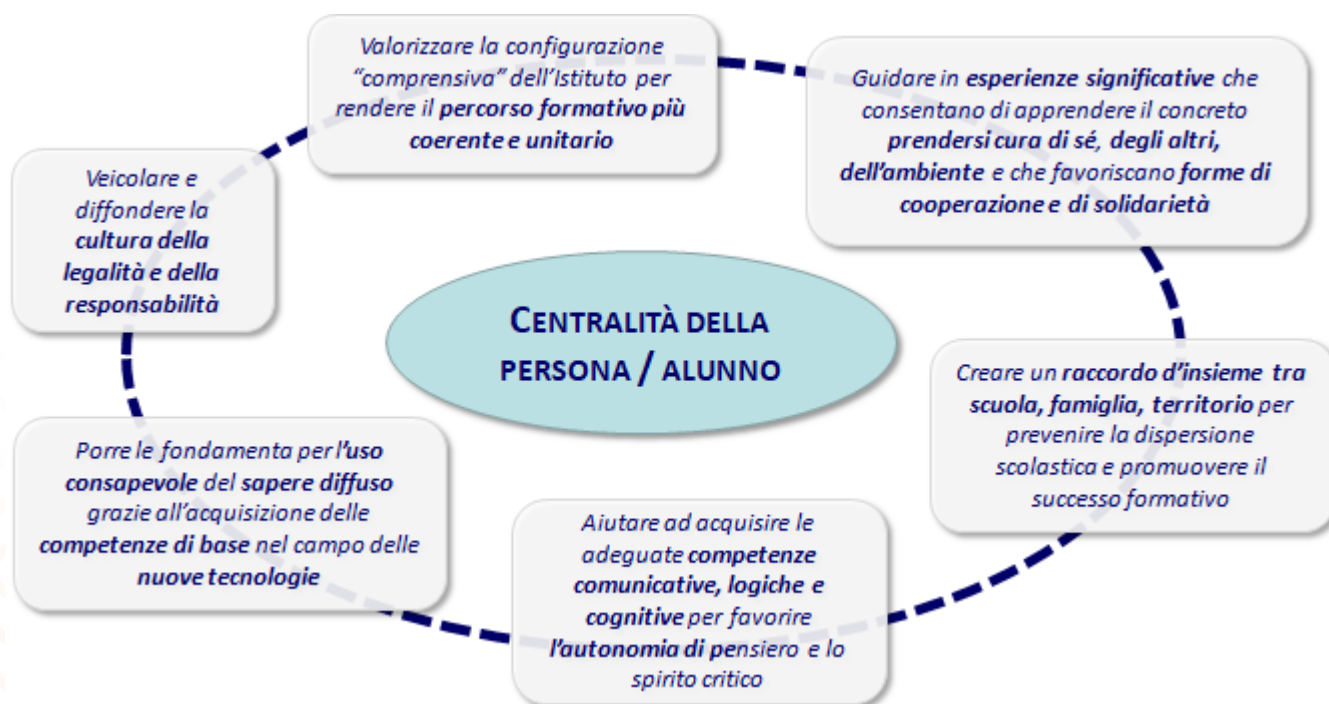 Valorizzare la configurazione
“comprensiva” dell’Istituto per
rendere il percorso formativo più
coerente e unitario
Guidare in esperienze significative che
consentano di apprendere il concreto
prendersi cura di sé, degli altri,
dell’ambiente e che favoriscano forme di
cooperazione e di solidarietà
Veicolare e
diffondere la
cultura della
legalità e della
responsabilità
CENTRALITÀ DELLA
PERSONA / ALUNNO
Creare un raccordo d’insieme tra
scuola, famiglia, territorio per
prevenire la dispersione
scolastica e promuovere il
successo formativo
Porre le fondamenta per l’uso
consapevole del sapere diffuso
grazie all’acquisizione delle
competenze di base nel campo delle
nuove tecnologie
Aiutare ad acquisire le
adeguate competenze
comunicative, logiche e
cognitive per favorire
l’autonomia di pensiero e lo
spirito critico